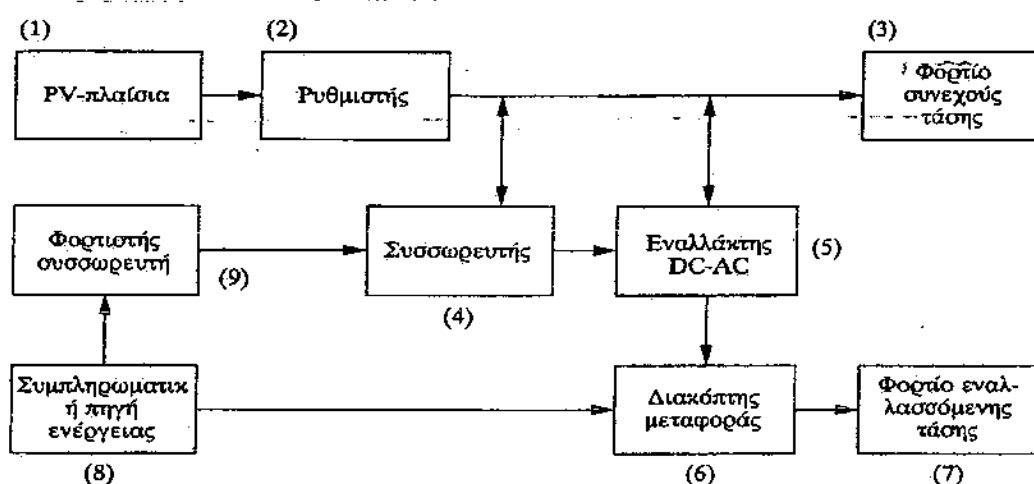 (1)
(2)
(3)
PV-πλαίσια
Ρυθμιστής
Φορτίο
συνεχούς
τάσης
Φορτιστής
συσσωρευτή
(9)
Συσσωρευτής
(4)
Εναλλάκτης
DC-AC
(5)
Συμπληρωματικ
ή πηγή
ενέργειας
(8)
Διακόπτης
μεταφοράς
(6)
Φορτίο εναλ-
λασσόμενης
τάσης
(7)